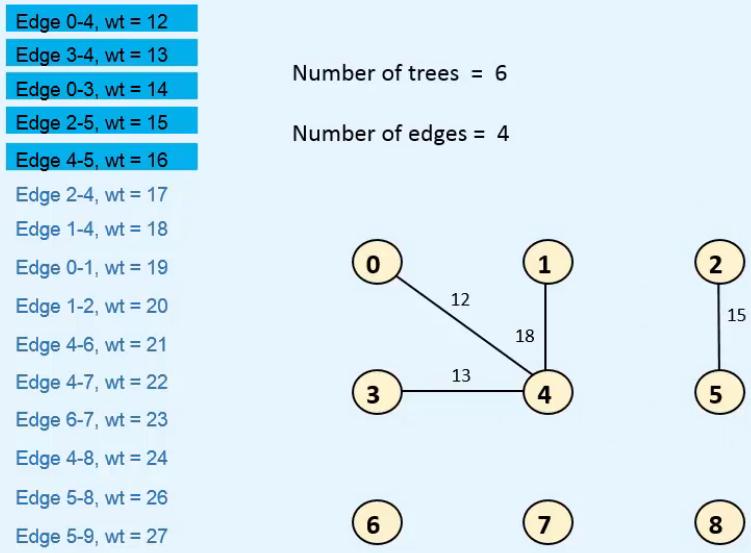 Edge 0-4, wt = 12
Edge 3-4, wt = 13
Edge 0-3, wt = 14
Edge 2-5, wt = 15
Edge 4-5, wt = 16
Edge 2-4, wt = 17
Edge 1-4, wt = 18
Edge 0-1, wt = 19
Edge 1-2, wt = 20
Edge 4-6, wt = 21
Edge 4-7, wt = 22
Edge 6-7, wt = 23
Edge 4-8, wt = 24
Edge 5-8, wt = 26
Edge 5-9, wt = 27
Number of trees = 6
Number of edges = 4
0
1
2
12
18
15
13
3
4
5
6
7
8